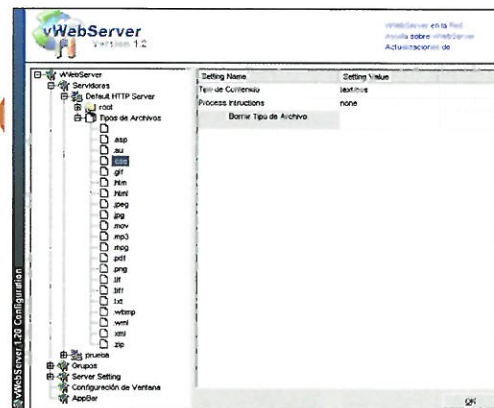 vWebServer
Version 1.2
vWebServer en la Red
Ayuda sobre vWebServer
Actualizaciones de
vWebServer 1.20 Configuration
vWebServer
Servidores
Default HTTP Server
root
Tipos de Archivos
.asp
.au
.css
.gif
.htm
.html
.jpeg
.jpg
.mov
.mp3
.mpg
.pdf
.png
.tif
.tiff
.txt
.wbmp
.wml
.xml
.zip
prueba
Grupos
Server Setting
Configuración de Ventana
AppBar
Setting Name Setting Value
Tipo de Contenido text/css
Process Intructions none
Borrar Tipo de Archivo
OK